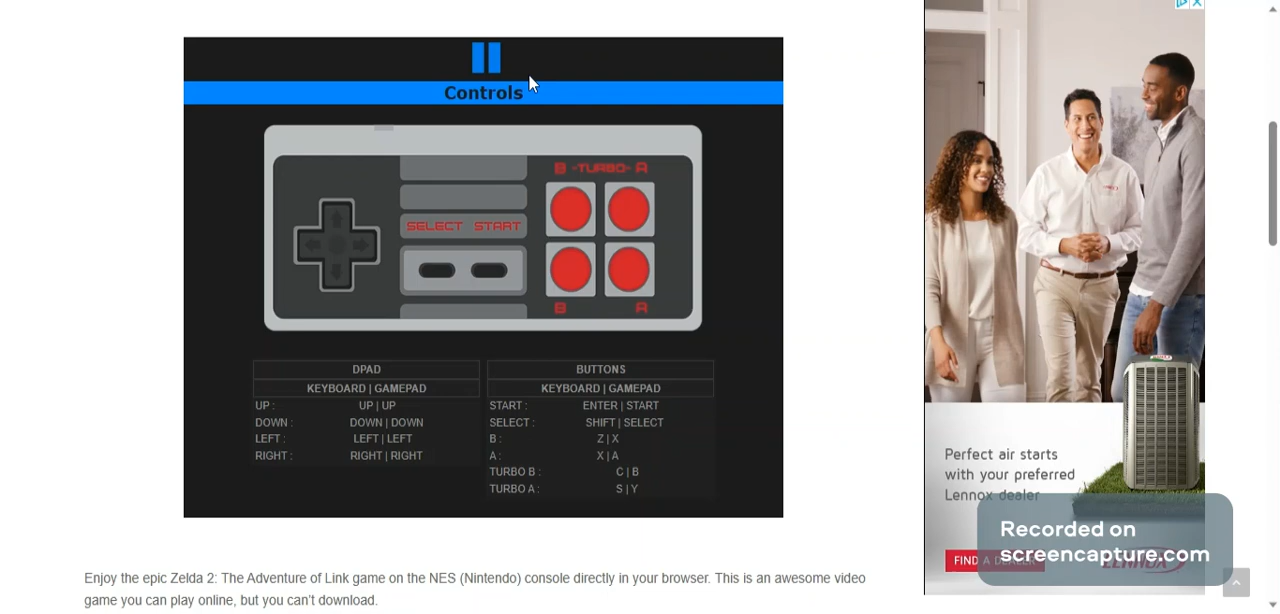 Controls
B -TURBO- A
SELECT START
B A
DPAD
KEYBOARD | GAMEPAD
UP : UP | UP
DOWN : DOWN | DOWN
LEFT : LEFT | LEFT
RIGHT : RIGHT | RIGHT
BUTTONS
KEYBOARD | GAMEPAD
START : ENTER | START
SELECT : SHIFT | SELECT
B : Z | X
A : X | A
TURBO B : C | B
TURBO A : S | Y
Enjoy the epic Zelda 2: The Adventure of Link game on the NES (Nintendo) console directly in your browser. This is an awesome video
game you can play online, but you can't download.
Perfect air starts
with your preferred
Lennox dealer
FIND A DEALER
LENNOX
Recorded on
screencapture.com